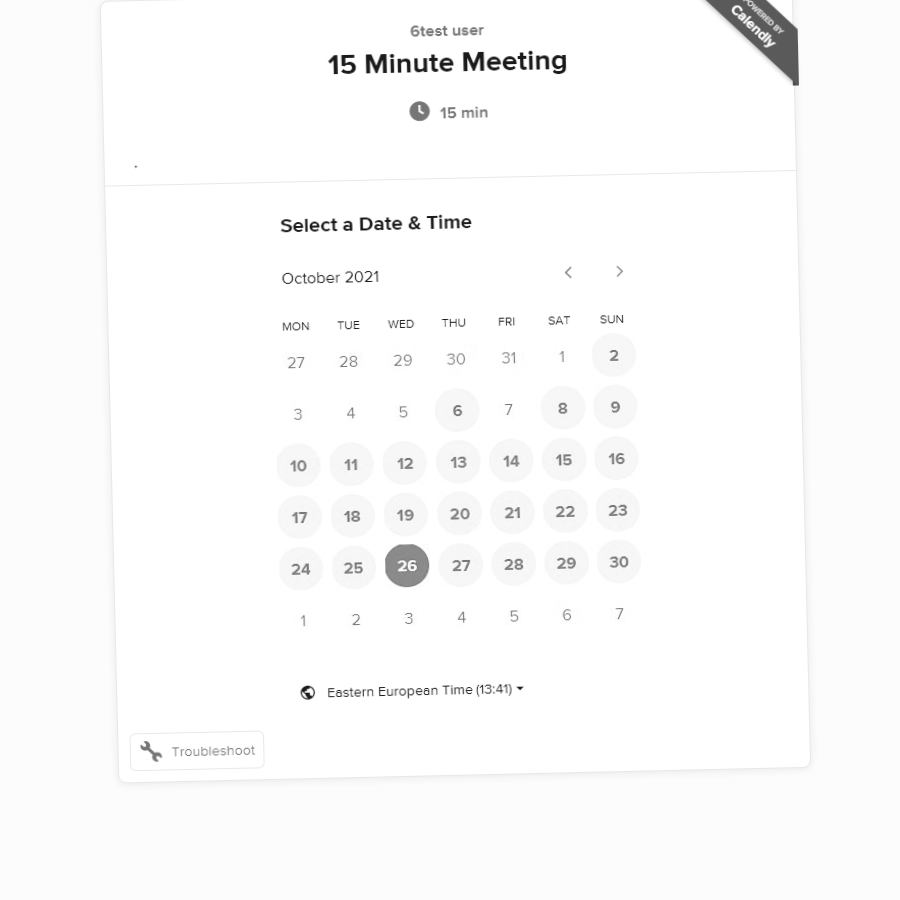 POWERED BY
Calendly
6test user
15 Minute Meeting
15 min
.
Select a Date & Time
October 2021
MON TUE WED THU FRI SAT SUN
27 28 29 30 31 1 2
3 4 5 6 7 8 9
10 11 12 13 14 15 16
17 18 19 20 21 22 23
24 25 26 27 28 29 30
1 2 3 4 5 6 7
Eastern European Time (13:41)
Troubleshoot